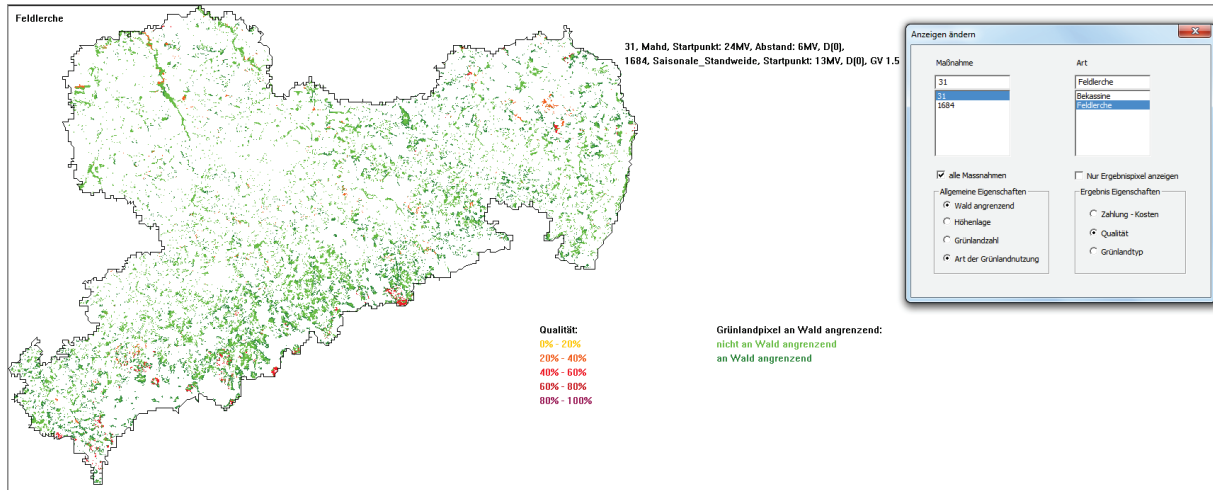 Feldlerche
31, Mahd, Startpunkt: 24MV, Abstand: 6MV, D(0),
1684, Saisonale_Standweide, Startpunkt: 13MV, D(0), GV 1.5
Anzeigen ändern
Maßnahme
31
31
1684
Art
Feldlerche
Bekassine
Feldlerche
alle Massnahmen
Nur Ergebnispixel anzeigen
Allgemeine Eigenschaften
Wald angrenzend
Höhenlage
Grünlandzahl
Art der Grünlandnutzung
Ergebnis Eigenschaften
Zahlung - Kosten
Qualität
Grünlandtyp
Qualität:
0% - 20%
20% - 40%
40% - 60%
60% - 80%
80% - 100%
Grünlandpixel an Wald angrenzend:
nicht an Wald angrenzend
an Wald angrenzend